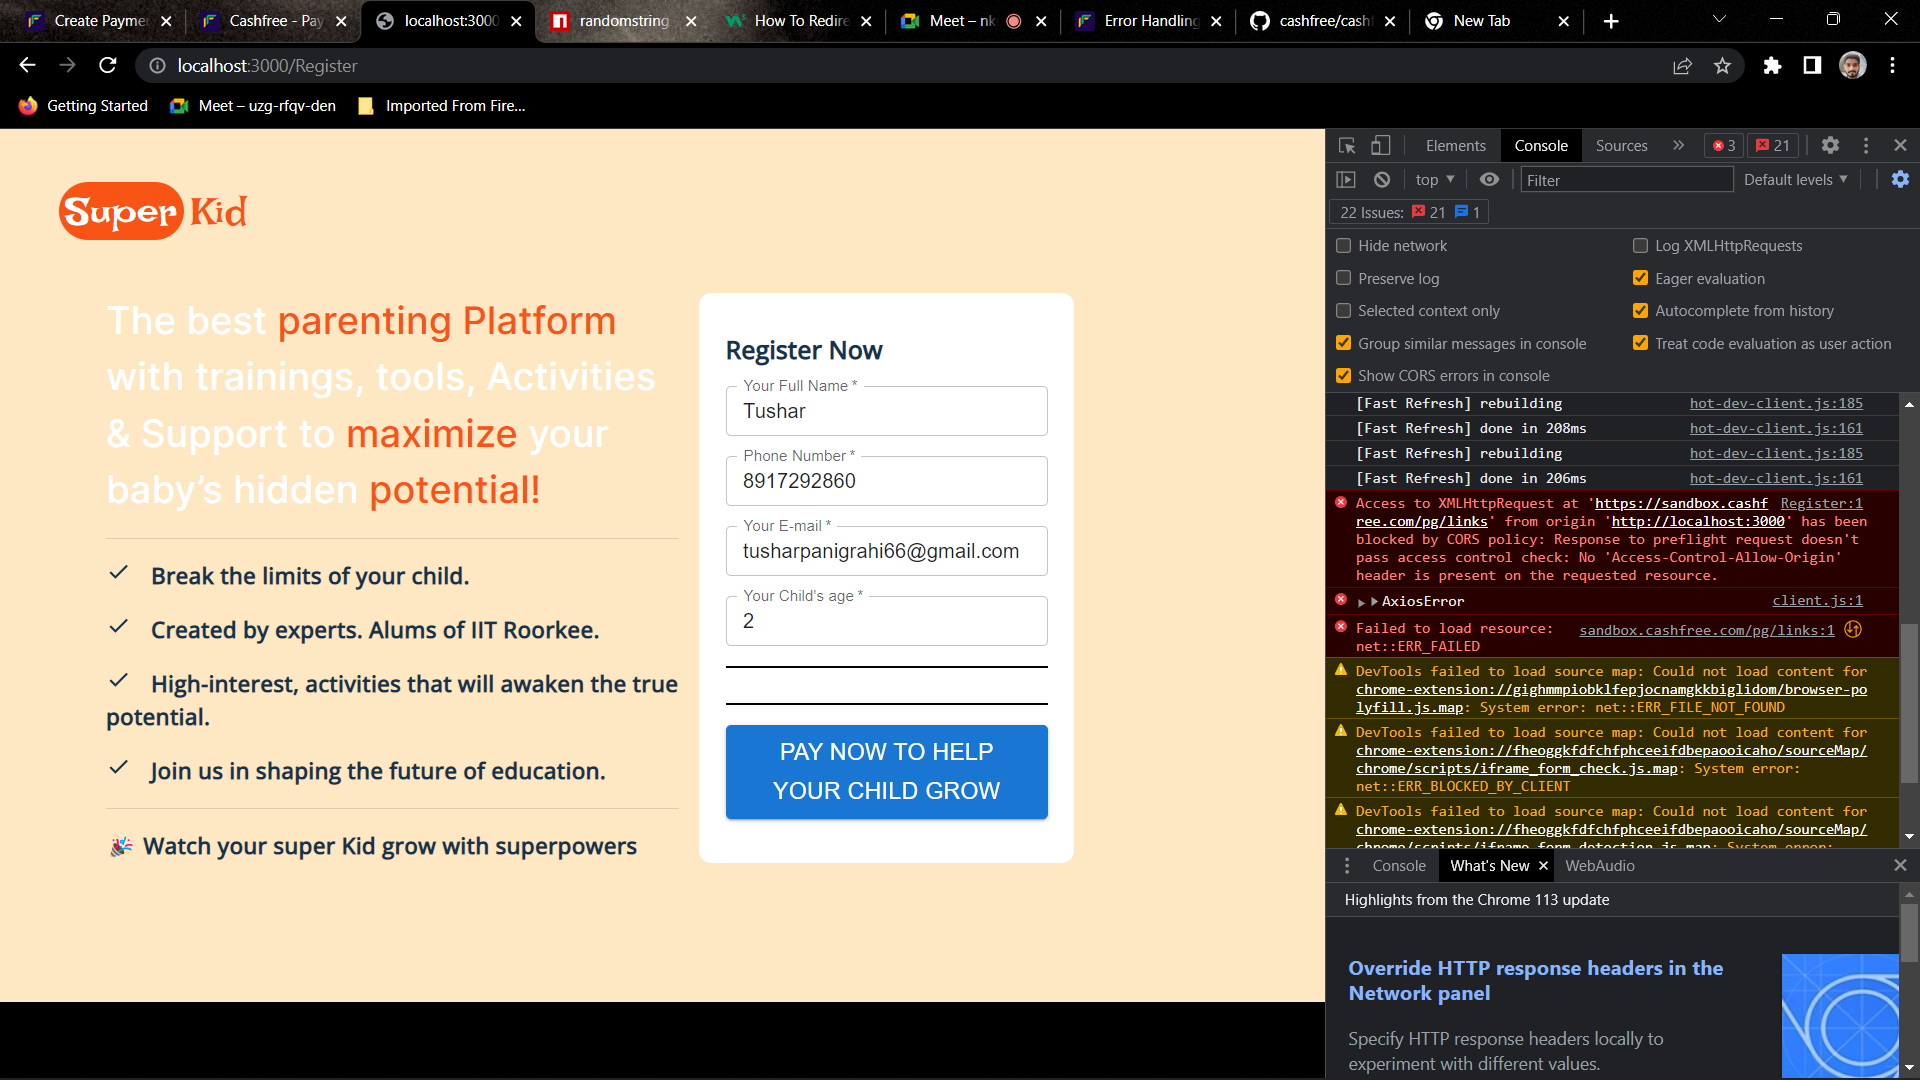 Create Payme
Cashfree - Pay
localhost:3000
randomstring
How To Redire
Meet – nk
Error Handling
cashfree/cash
New Tab
localhost:3000/Register
Getting Started
Meet – uzg-rfqv-den
Imported From Fire...
Super Kid
The best parenting Platform
with trainings, tools, Activities
& Support to maximize your
baby's hidden potential!
Break the limits of your child.
Created by experts. Alums of IIT Roorkee.
High-interest, activities that will awaken the true
potential.
Join us in shaping the future of education.
🎉 Watch your super Kid grow with superpowers
Register Now
Your Full Name *
Tushar
Phone Number *
8917292860
Your E-mail *
tusharpanigrahi66@gmail.com
Your Child's age *
2
PAY NOW TO HELP
YOUR CHILD GROW
Elements Console Sources 3 21
top Filter Default levels
22 Issues: 21 1
Hide network Log XMLHttpRequests
Preserve log Eager evaluation
Selected context only Autocomplete from history
Group similar messages in console Treat code evaluation as user action
Show CORS errors in console
[Fast Refresh] rebuilding hot-dev-client.js:185
[Fast Refresh] done in 208ms hot-dev-client.js:161
[Fast Refresh] rebuilding hot-dev-client.js:185
[Fast Refresh] done in 206ms hot-dev-client.js:161
Access to XMLHttpRequest at 'https://sandbox.cashf Register:1
ree.com/pg/links' from origin 'http://localhost:3000' has been
blocked by CORS policy: Response to preflight request doesn't
pass access control check: No 'Access-Control-Allow-Origin'
header is present on the requested resource.
AxiosError client.js:1
Failed to load resource: sandbox.cashfree.com/pg/links:1
net::ERR_FAILED
DevTools failed to load source map: Could not load content for
chrome-extension://gighmmpiobklfepjocnamgkkbiglidom/browser-po
lyfill.js.map: System error: net::ERR_FILE_NOT_FOUND
DevTools failed to load source map: Could not load content for
chrome-extension://fheoggkfdfchfphceeifdbepaooicaho/sourceMap/
chrome/scripts/iframe_form_check.js.map: System error:
net::ERR_BLOCKED_BY_CLIENT
DevTools failed to load source map: Could not load content for
chrome-extension://fheoggkfdfchfphceeifdbepaooicaho/sourceMap/
chrome/scripts/iframe_form_detection.js.map: System error:
Console What's New WebAudio
Highlights from the Chrome 113 update
Override HTTP response headers in the
Network panel
Specify HTTP response headers locally to
experiment with different values.